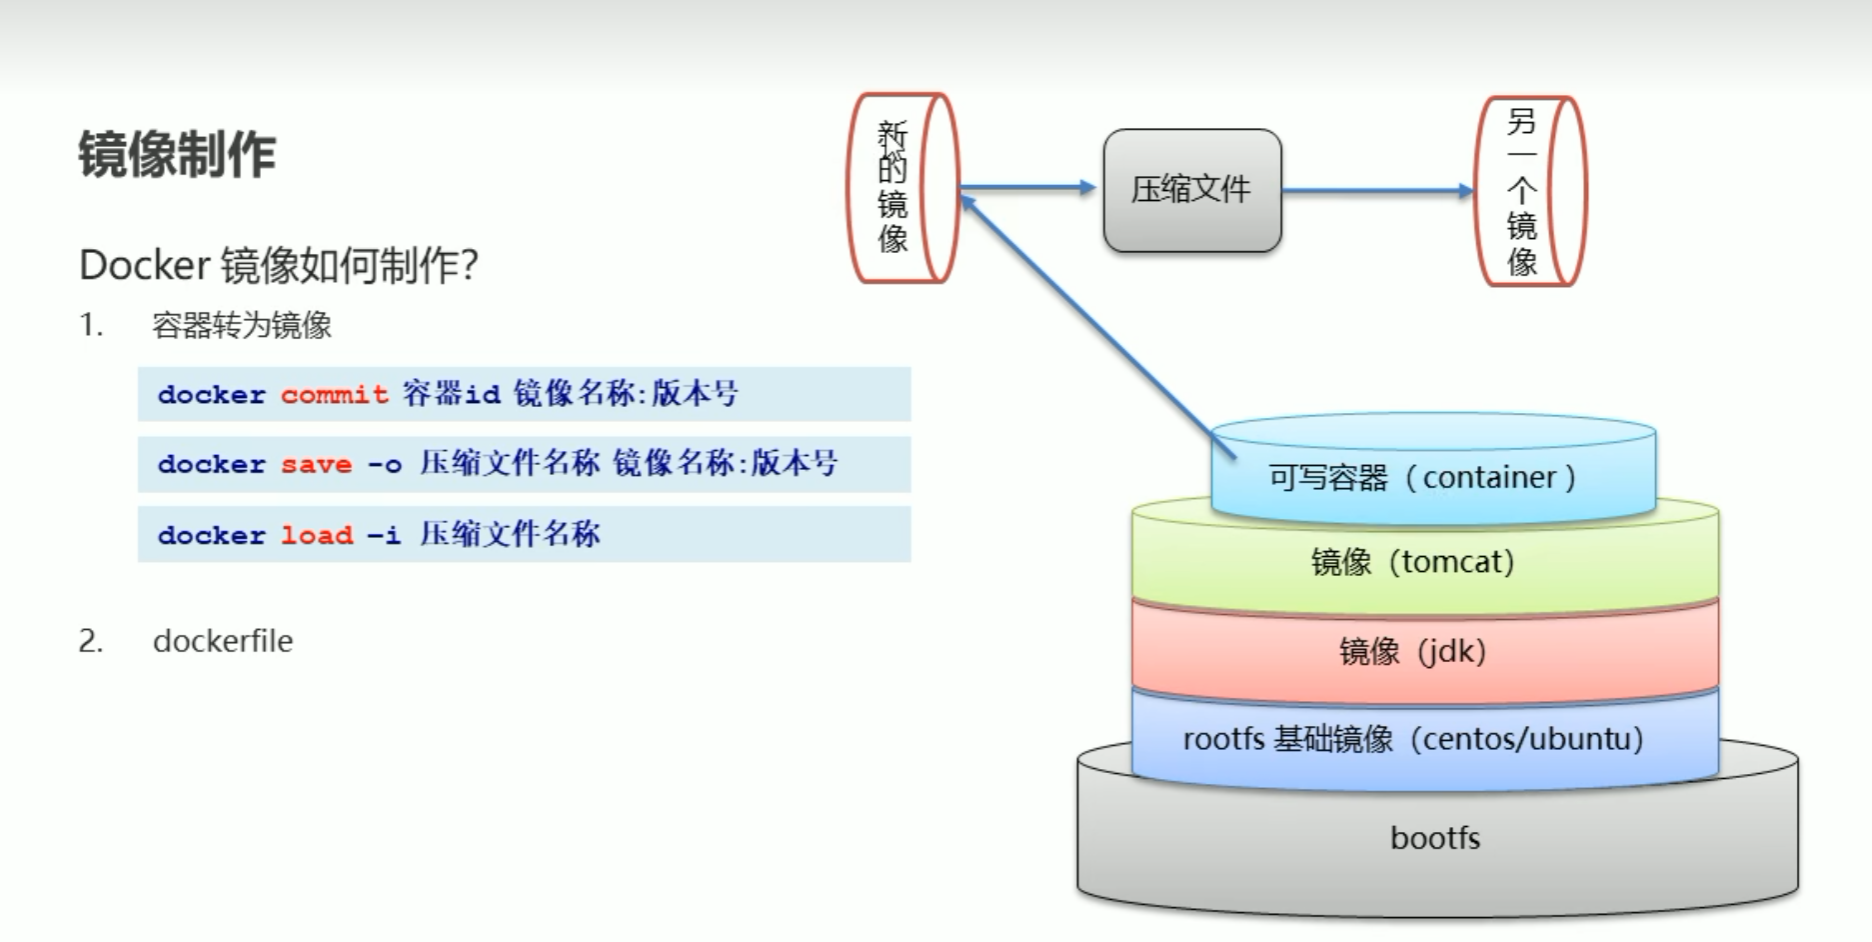 镜像制作
Docker 镜像如何制作?
1. 容器转为镜像
docker commit 容器id 镜像名称:版本号
docker save -o 压缩文件名称 镜像名称:版本号
docker load -i 压缩文件名称
2. dockerfile
新的镜像
压缩文件
另一个镜像
可写容器（container）
镜像（tomcat）
镜像（jdk）
rootfs 基础镜像（centos/ubuntu）
bootfs